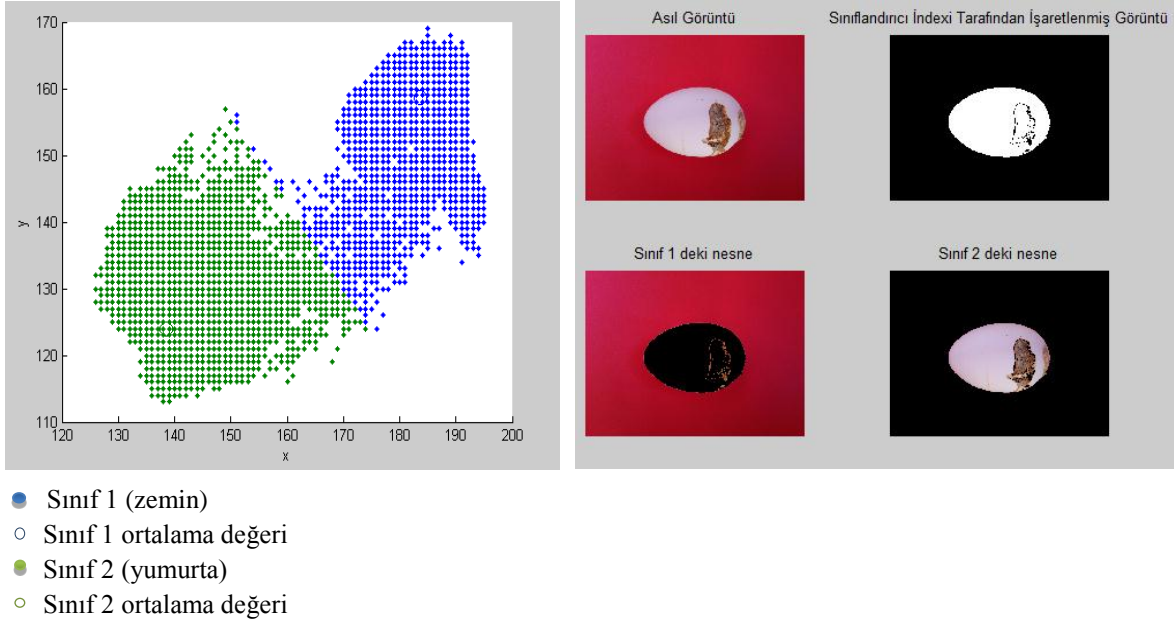 170
160
150
140
130
120
110
120 130 140 150 160 170 180 190 200
y
x
Asıl Görüntü
Sınıflandırıcı İndexi Tarafından İşaretlenmiş Görüntü
Sınıf 1 deki nesne
Sınıf 2 deki nesne
Sınıf 1 (zemin)
Sınıf 1 ortalama değeri
Sınıf 2 (yumurta)
Sınıf 2 ortalama değeri